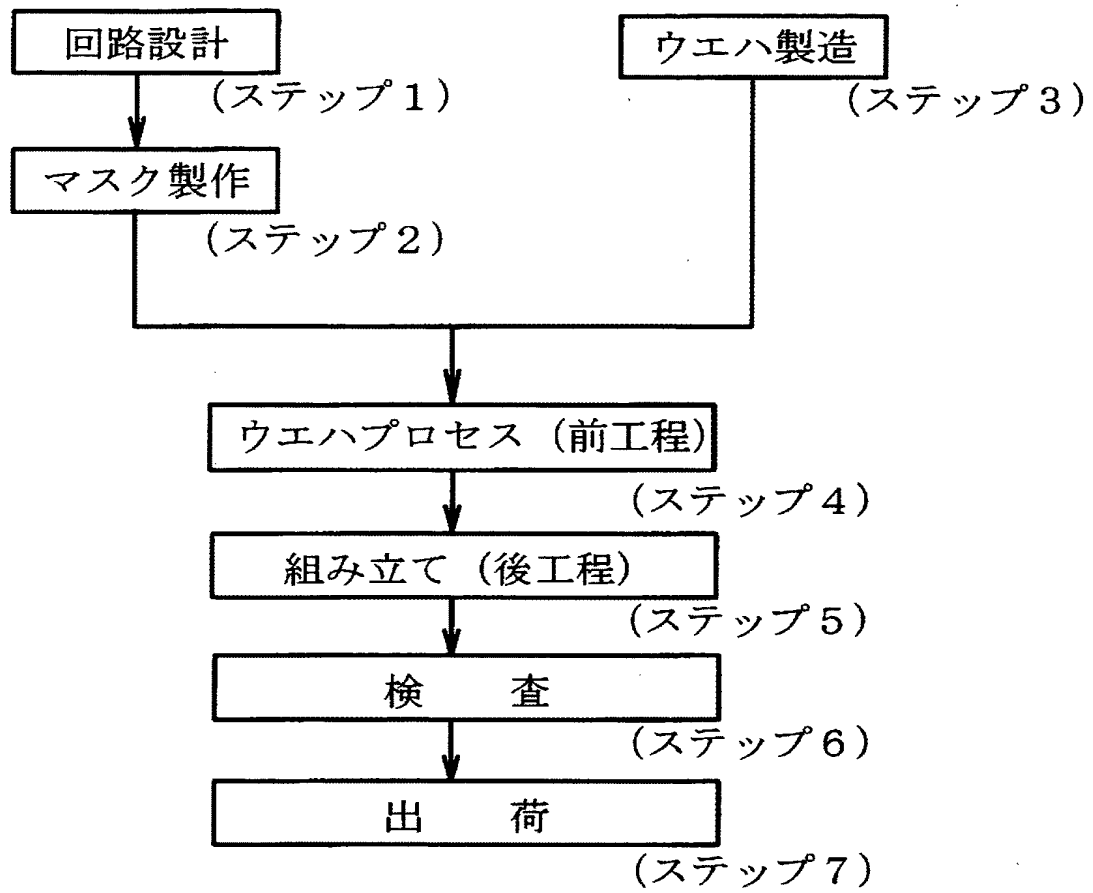 回路設計
(ステップ1)
マスク製作
(ステップ2)
ウエハ製造
(ステップ3)
ウエハプロセス (前工程)
(ステップ4)
組み立て (後工程)
(ステップ5)
検　査
(ステップ6)
出　荷
(ステップ7)